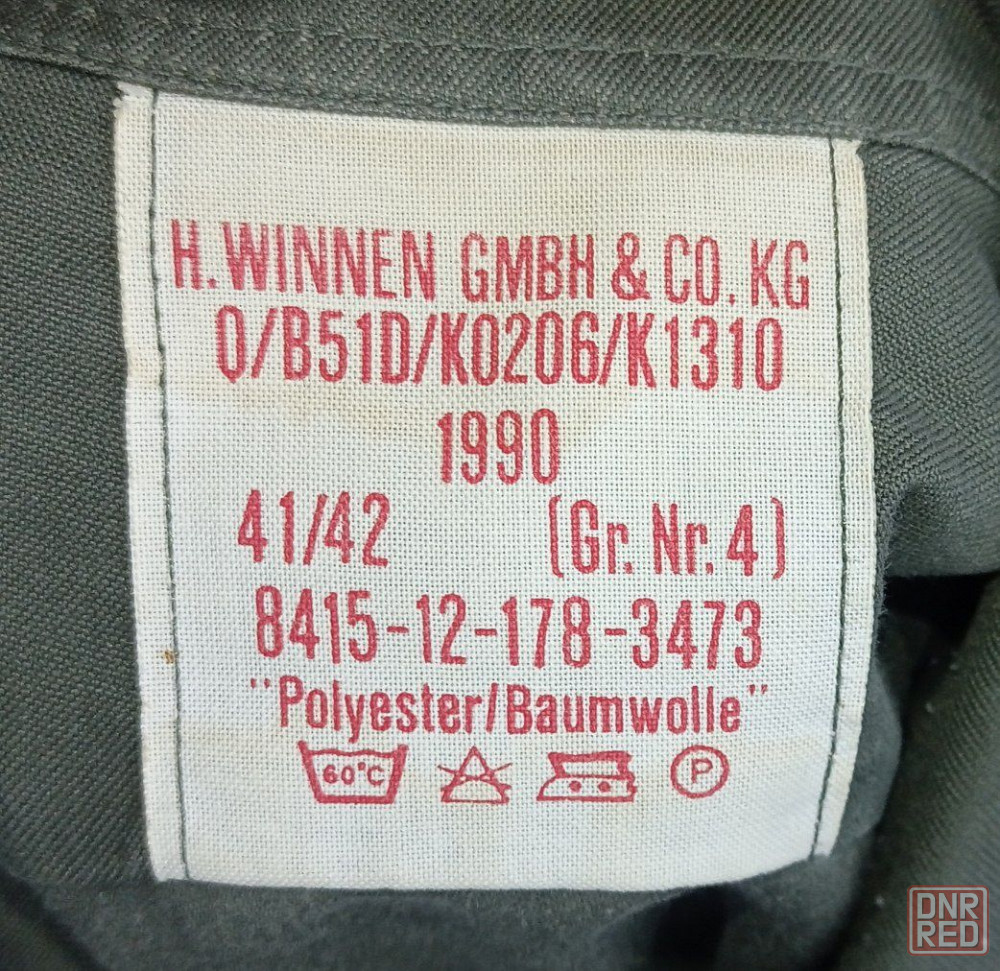 H.WINNEN GMBH & CO. KG
0/B51D/K0206/K1310
1990
41/42 (Gr. Nr. 4)
8415-12-178-3473
"Polyester/Baumwolle"
60°C P
DNR
RED